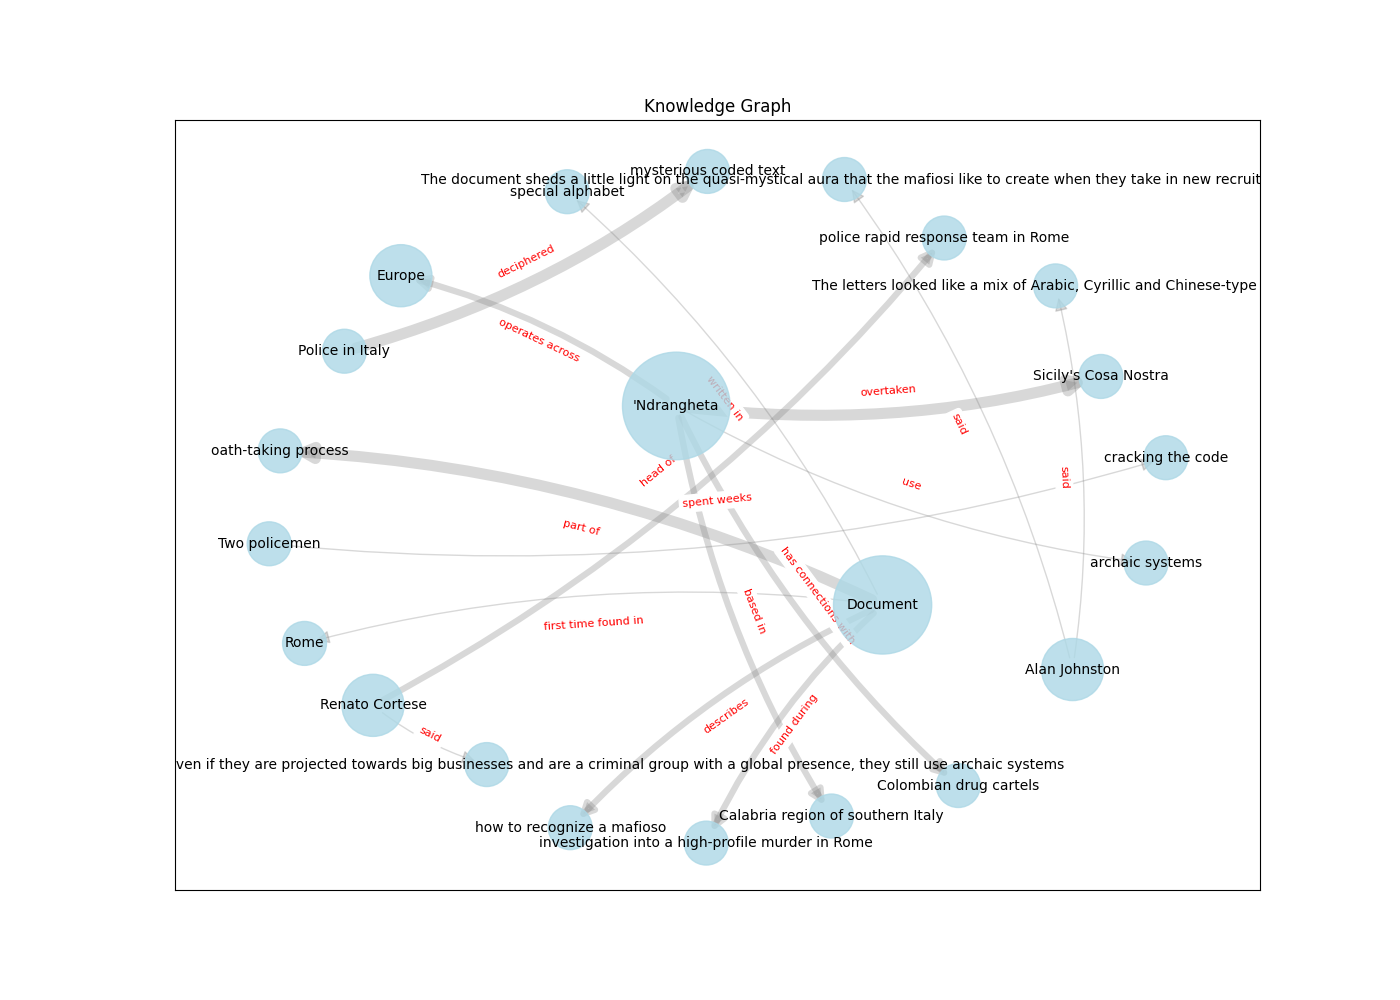 Knowledge Graph
mysterious coded text
The document sheds a little light on the quasi-mystical aura that the mafiosi like to create when they take in new recruit
special alphabet
police rapid response team in Rome
deciphered
Europe
The letters looked like a mix of Arabic, Cyrillic and Chinese-type
operates across
Police in Italy
Sicily's Cosa Nostra
overtaken
written in
'Ndrangheta
said
oath-taking process
cracking the code
head of
said
use
spent weeks
part of
Two policemen
archaic systems
has connections with
Document
based in
first time found in
Rome
Alan Johnston
Renato Cortese
describes
found during
said
ven if they are projected towards big businesses and are a criminal group with a global presence, they still use archaic systems
Colombian drug cartels
Calabria region of southern Italy
how to recognize a mafioso
investigation into a high-profile murder in Rome